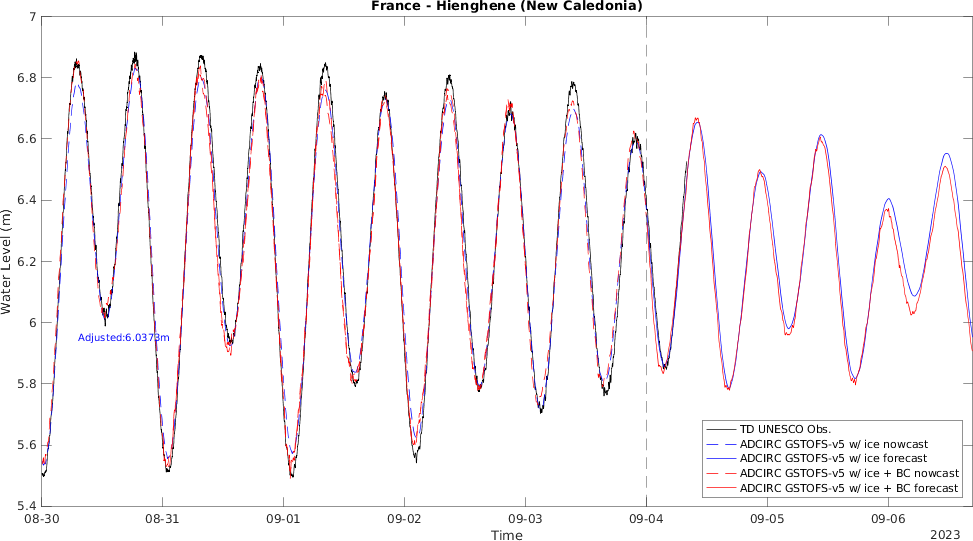 France - Hienghene (New Caledonia)
7
6.8
6.6
6.4
6.2
6
5.8
5.6
5.4
Water Level (m)
Adjusted:6.0373m
TD UNESCO Obs.
ADCIRC GSTOFS-v5 w/ ice nowcast
ADCIRC GSTOFS-v5 w/ ice forecast
ADCIRC GSTOFS-v5 w/ ice + BC nowcast
ADCIRC GSTOFS-v5 w/ ice + BC forecast
08-30 08-31 09-01 09-02 09-03 09-04 09-05 09-06
Time
2023